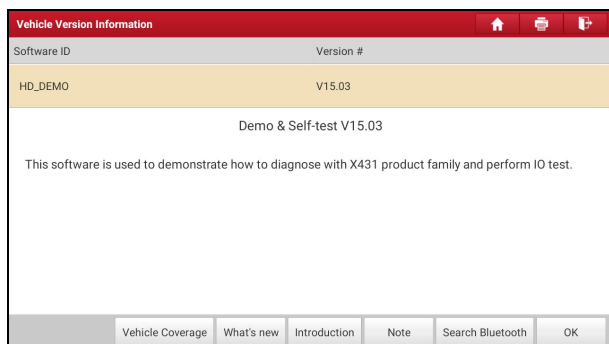 Vehicle Version Information
Software ID Version #
HD_DEMO V15.03
Demo & Self-test V15.03
This software is used to demonstrate how to diagnose with X431 product family and perform IO test.
Vehicle Coverage What's new Introduction Note Search Bluetooth OK